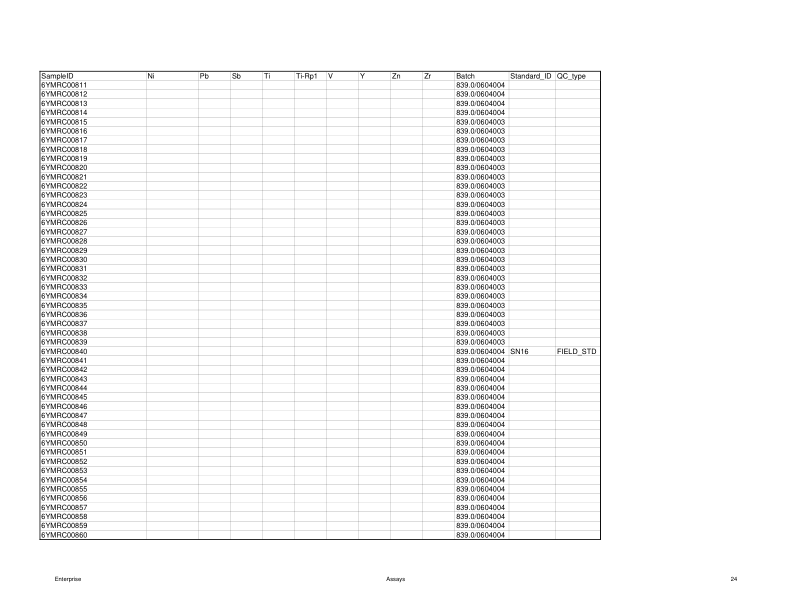 SampleID Ni Pb Sb Ti Ti-Rp1 V Y Zn Zr Batch Standard_ID QC_type
6YMRC00811 839.0/0604004
6YMRC00812 839.0/0604004
6YMRC00813 839.0/0604004
6YMRC00814 839.0/0604004
6YMRC00815 839.0/0604003
6YMRC00816 839.0/0604003
6YMRC00817 839.0/0604003
6YMRC00818 839.0/0604003
6YMRC00819 839.0/0604003
6YMRC00820 839.0/0604003
6YMRC00821 839.0/0604003
6YMRC00822 839.0/0604003
6YMRC00823 839.0/0604003
6YMRC00824 839.0/0604003
6YMRC00825 839.0/0604003
6YMRC00826 839.0/0604003
6YMRC00827 839.0/0604003
6YMRC00828 839.0/0604003
6YMRC00829 839.0/0604003
6YMRC00830 839.0/0604003
6YMRC00831 839.0/0604003
6YMRC00832 839.0/0604003
6YMRC00833 839.0/0604003
6YMRC00834 839.0/0604003
6YMRC00835 839.0/0604003
6YMRC00836 839.0/0604003
6YMRC00837 839.0/0604003
6YMRC00838 839.0/0604003
6YMRC00839 839.0/0604003
6YMRC00840 839.0/0604004 SN16 FIELD_STD
6YMRC00841 839.0/0604004
6YMRC00842 839.0/0604004
6YMRC00843 839.0/0604004
6YMRC00844 839.0/0604004
6YMRC00845 839.0/0604004
6YMRC00846 839.0/0604004
6YMRC00847 839.0/0604004
6YMRC00848 839.0/0604004
6YMRC00849 839.0/0604004
6YMRC00850 839.0/0604004
6YMRC00851 839.0/0604004
6YMRC00852 839.0/0604004
6YMRC00853 839.0/0604004
6YMRC00854 839.0/0604004
6YMRC00855 839.0/0604004
6YMRC00856 839.0/0604004
6YMRC00857 839.0/0604004
6YMRC00858 839.0/0604004
6YMRC00859 839.0/0604004
6YMRC00860 839.0/0604004
Enterprise Assays 24